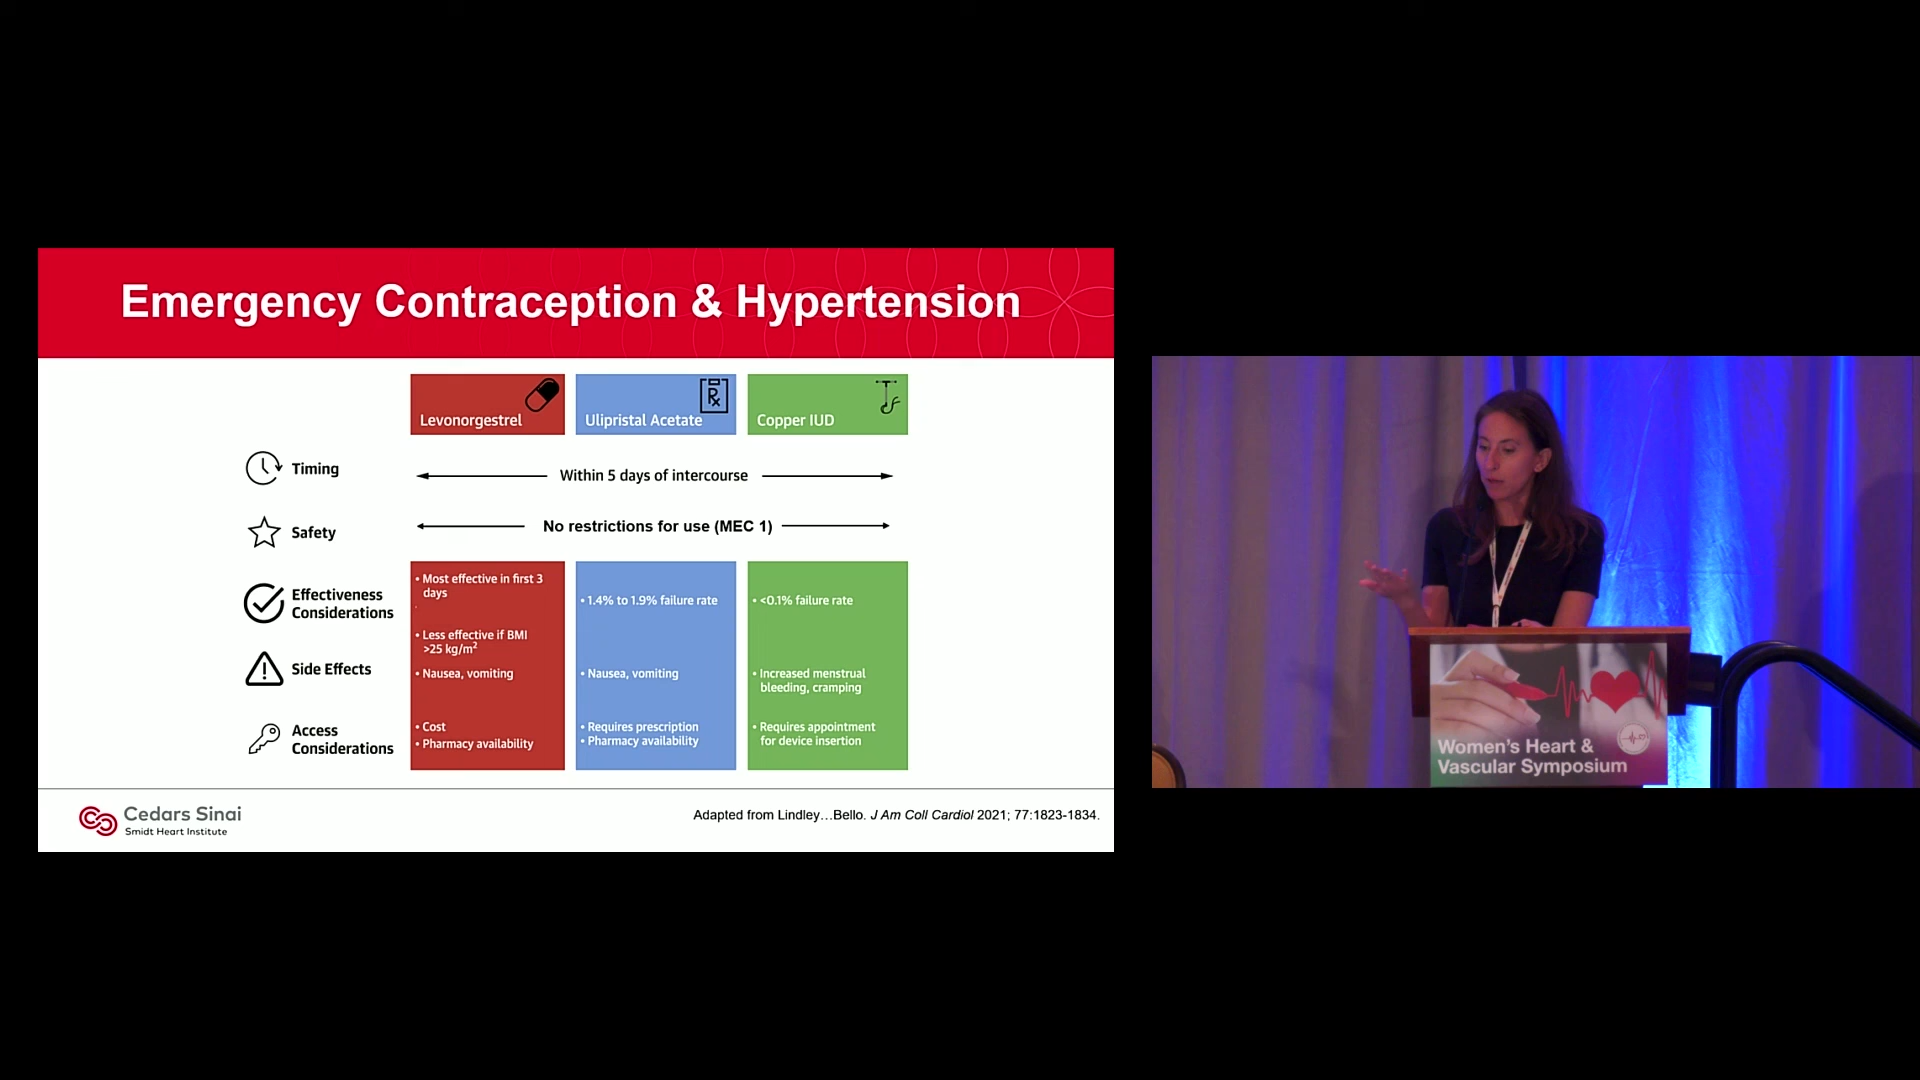 Emergency Contraception & Hypertension
Levonorgestrel
Rx
Ulipristal Acetate
Copper IUD
Timing
Within 5 days of intercourse
Safety
No restrictions for use (MEC 1)
Effectiveness
Considerations
• Most effective in first 3
days
• Less effective if BMI
>25 kg/m²
• 1.4% to 1.9% failure rate
• <0.1% failure rate
Side Effects
• Nausea, vomiting
• Nausea, vomiting
• Increased menstrual
bleeding, cramping
Access
Considerations
• Cost
• Pharmacy availability
• Requires prescription
• Pharmacy availability
• Requires appointment
for device insertion
Cedars Sinai
Smidt Heart Institute
Adapted from Lindley…Bello. J Am Coll Cardiol 2021; 77:1823-1834.
Women's Heart &
Vascular Symposium